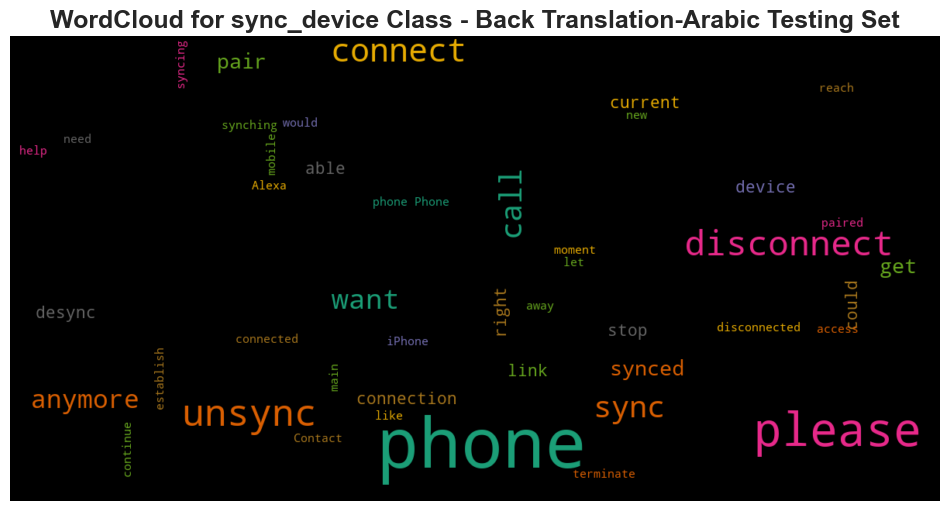 WordCloud for sync_device Class - Back Translation-Arabic Testing Set
connect
syncing
pair
reach
current
new
synching
would
need
mobile
help
able
Alexa
call
device
phone Phone
paired
disconnect
moment
let
get
want
could
right
away
desync
stop
disconnected
access
connected
iPhone
establish
main
link
synced
anymore
connection
unsync
like
sync
please
Contact
phone
continue
terminate